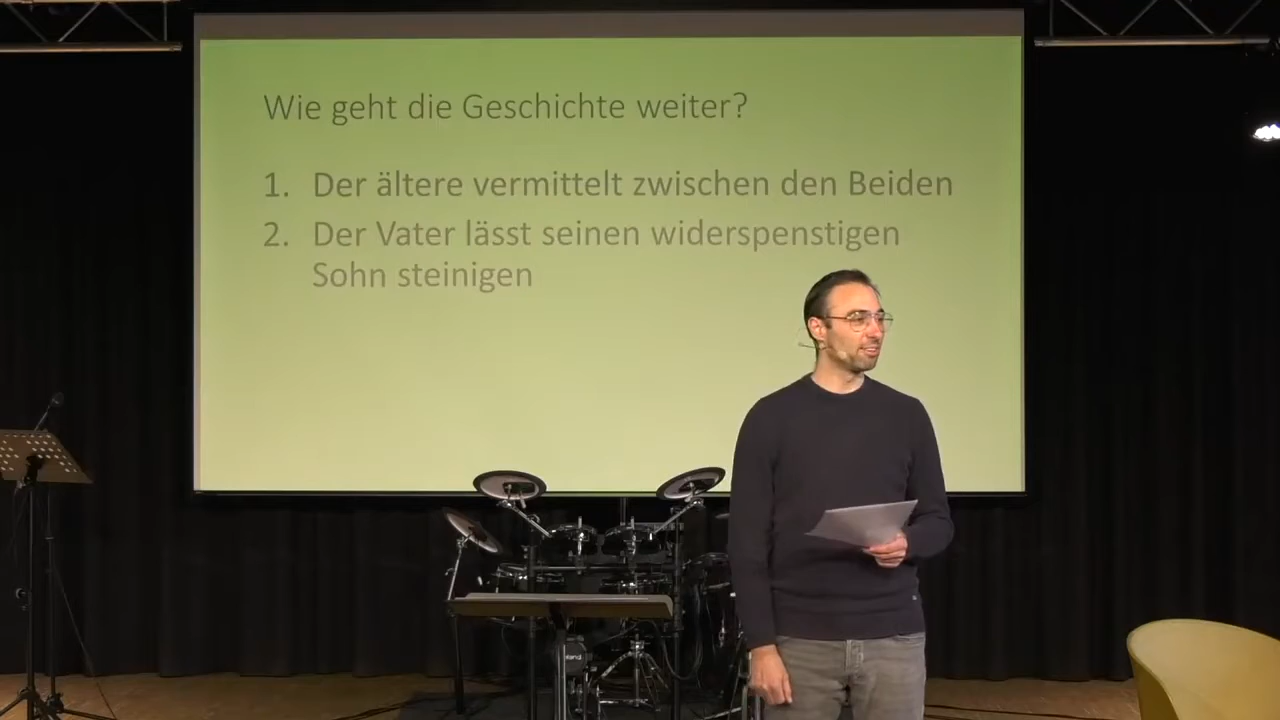 Wie geht die Geschichte weiter?
1. Der ältere vermittelt zwischen den Beiden
2. Der Vater lässt seinen widerspenstigen
Sohn steinigen